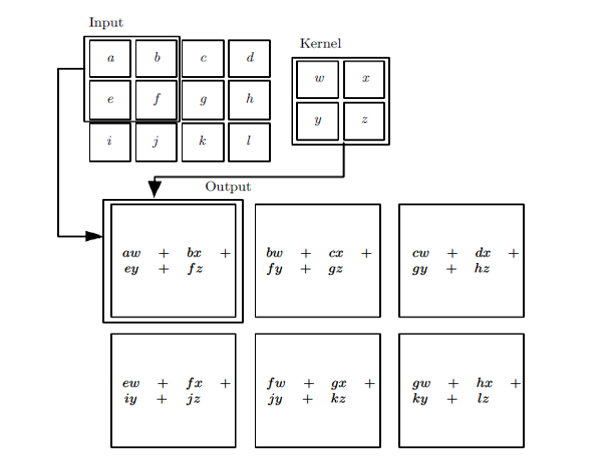 Input
Kernel
a b c d
w x
e f g h
y z
i j k l
Output
aw + bx +
ey + fz
bw + cx +
fy + gz
cw + dx +
gy + hz
ew + fx +
iy + jz
fw + gx +
jy + kz
gw + hx +
ky + lz